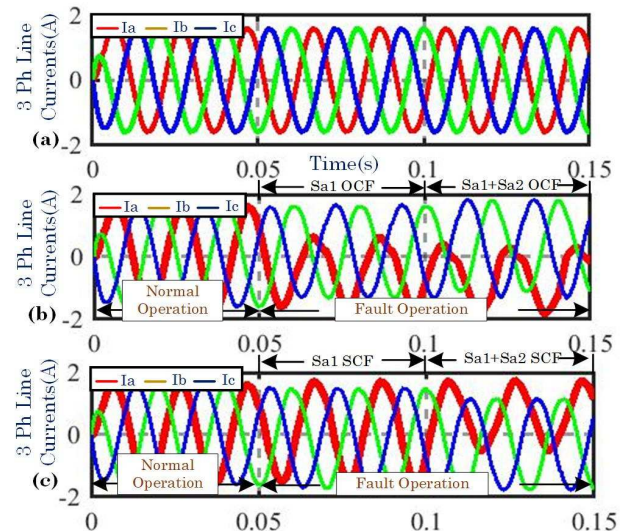 3 Ph Line
Currents(A)
2
0
-2
Ia Ib Ic
(a)
0 0.05 0.1 0.15
Time(s)
Sa1 OCF Sa1+Sa2 OCF
3 Ph Line
Currents(A)
2
0
-2
Ia Ib Ic
Normal
Operation
Fault Operation
(b)
0 0.05 0.1 0.15
Sa1 SCF Sa1+Sa2 SCF
3 Ph Line
Currents(A)
2
0
-2
Ia Ib Ic
Normal
Operation
Fault Operation
(c)
0 0.05 0.1 0.15